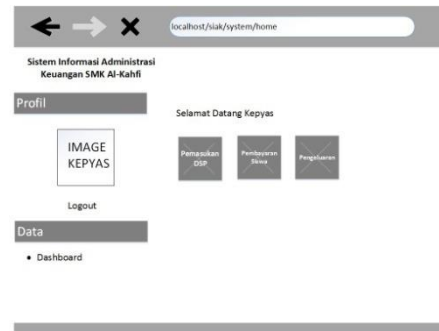 localhost/siak/system/home
Sistem Informasi Administrasi
Keuangan SMK Al-Kahfi
Profil
IMAGE
KEPYAS
Logout
Data
• Dashboard
Selamat Datang Kepyas
Pemasukan
DSP
Pembayaran
Siswa
Pengeluaran